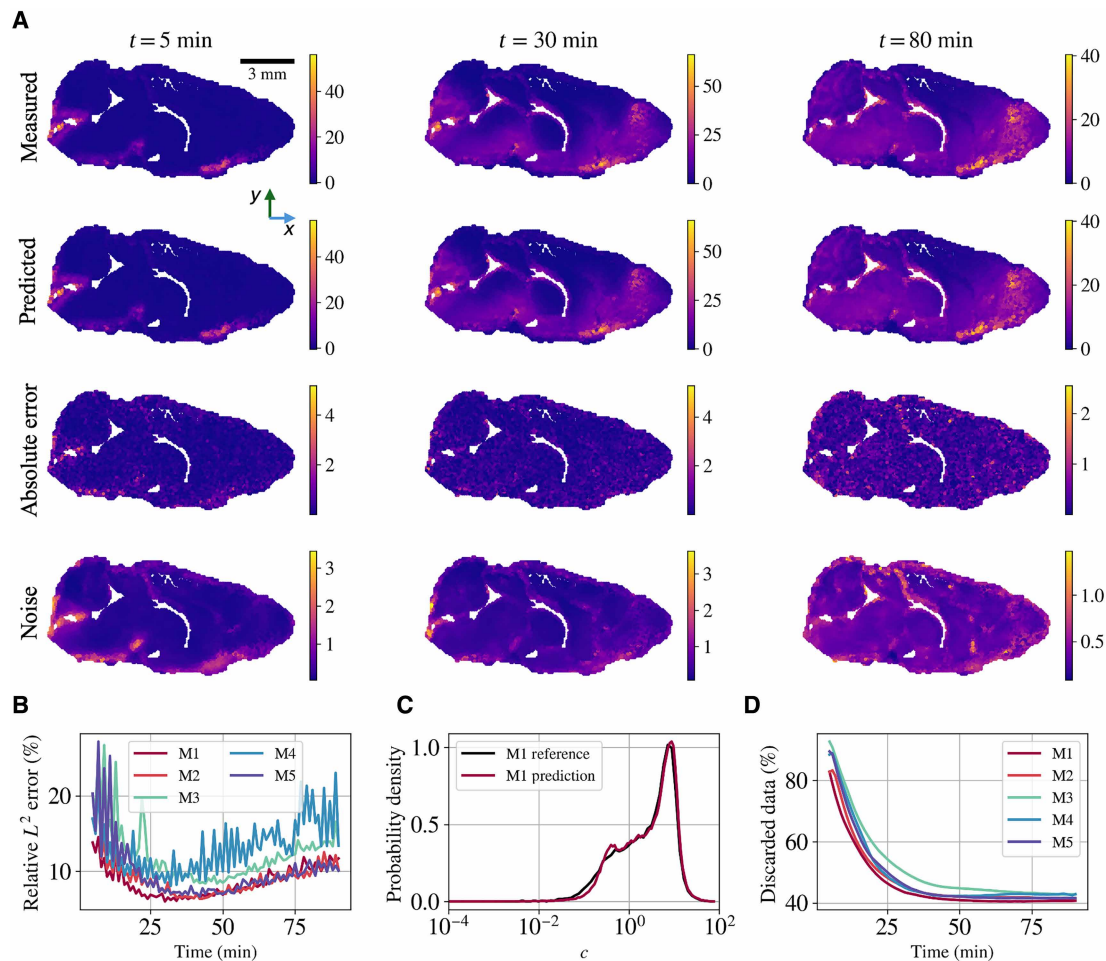 A
t = 5 min
t = 30 min
t = 80 min
Measured
3 mm
40
20
0
50
25
0
40
20
0
y
x
Predicted
40
20
0
50
25
0
40
20
0
Absolute error
4
2
4
2
2
1
Noise
3
2
1
3
2
1
1.0
0.5
B
Relative L² error (%)
20
10
M1
M2
M3
M4
M5
25
50
75
Time (min)
C
Probability density
1.0
0.5
0.0
M1 reference
M1 prediction
10⁻⁴
10⁻²
10⁰
10²
c
D
Discarded data (%)
80
60
40
M1
M2
M3
M4
M5
25
50
75
Time (min)